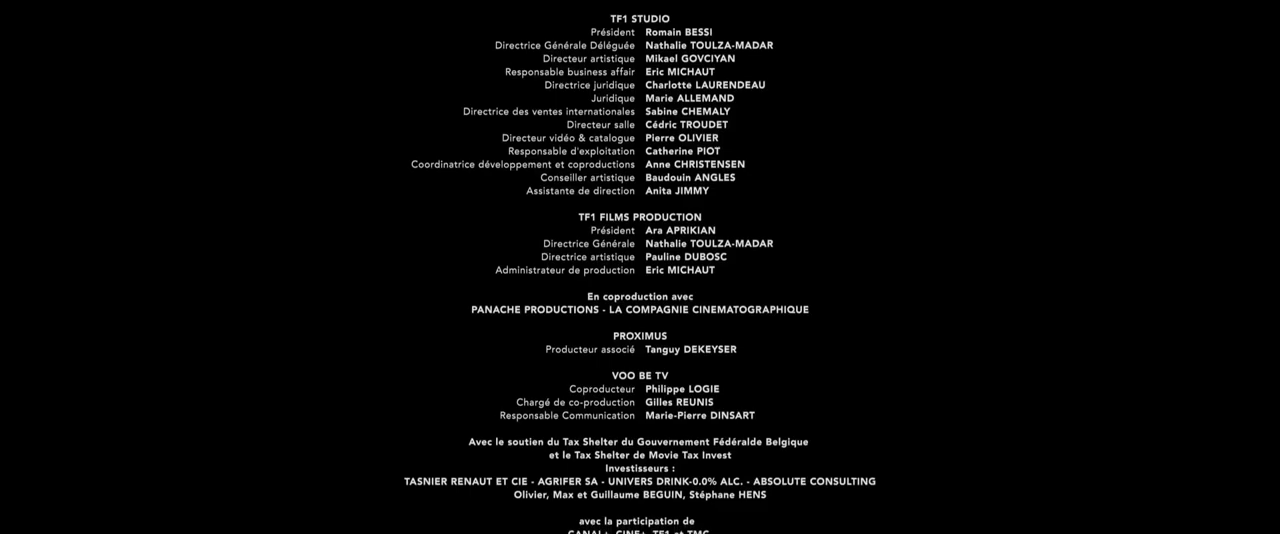 TF1 STUDIO
Président Romain BESSI
Directrice Générale Déléguée Nathalie TOULZA-MADAR
Directeur artistique Mikael GOVCIYAN
Responsable business affair Eric MICHAUT
Directrice juridique Charlotte LAURENDEAU
Juridique Marie ALLEMAND
Directrice des ventes internationales Sabine CHEMALY
Directeur salle Cédric TROUDET
Directeur vidéo & catalogue Pierre OLIVIER
Responsable d'exploitation Catherine PIOT
Coordinatrice développement et coproductions Anne CHRISTENSEN
Conseiller artistique Baudouin ANGLES
Assistante de direction Anita JIMMY
TF1 FILMS PRODUCTION
Président Ara APRIKIAN
Directrice Générale Nathalie TOULZA-MADAR
Directrice artistique Pauline DUBOSC
Administrateur de production Eric MICHAUT
En coproduction avec
PANACHE PRODUCTIONS - LA COMPAGNIE CINEMATOGRAPHIQUE
PROXIMUS
Producteur associé Tanguy DEKEYSER
VOO BE TV
Coproducteur Philippe LOGIE
Chargé de co-production Gilles REUNIS
Responsable Communication Marie-Pierre DINSART
Avec le soutien du Tax Shelter du Gouvernement Fédéralde Belgique
et le Tax Shelter de Movie Tax Invest
Investisseurs :
TASNIER RENAUT ET CIE - AGRIFER SA - UNIVERS DRINK-0.0% ALC. - ABSOLUTE CONSULTING
Olivier, Max et Guillaume BEGUIN, Stéphane HENS
avec la participation de
CANAL+, CINE+, TF1 et TMC